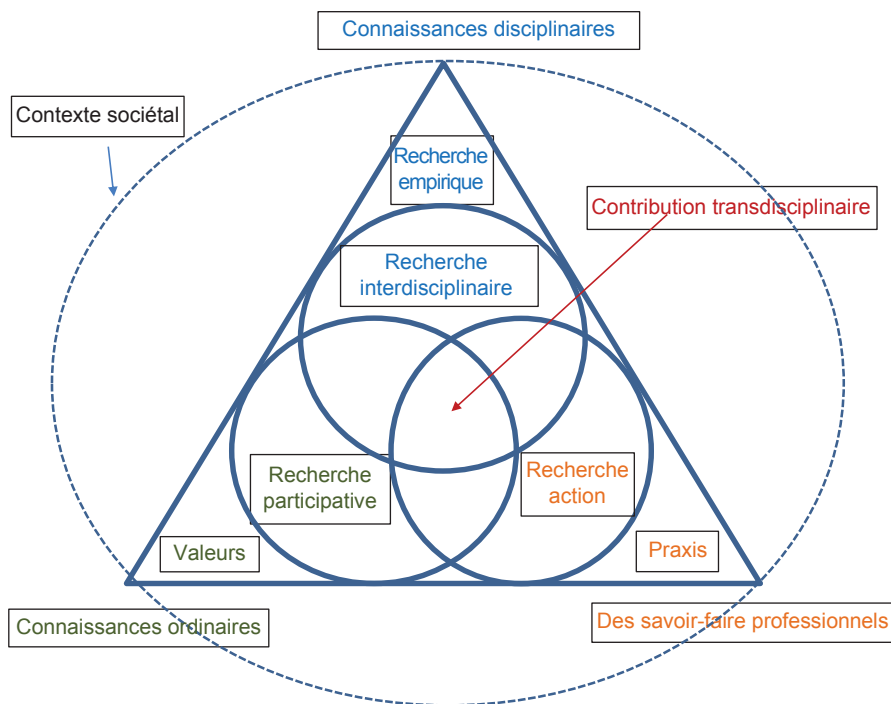 Connaissances disciplinaires
Contexte sociétal
Recherche
empirique
Contribution transdisciplinaire
Recherche
interdisciplinaire
Recherche
participative
Recherche
action
Valeurs
Praxis
Connaissances ordinaires
Des savoir-faire professionnels